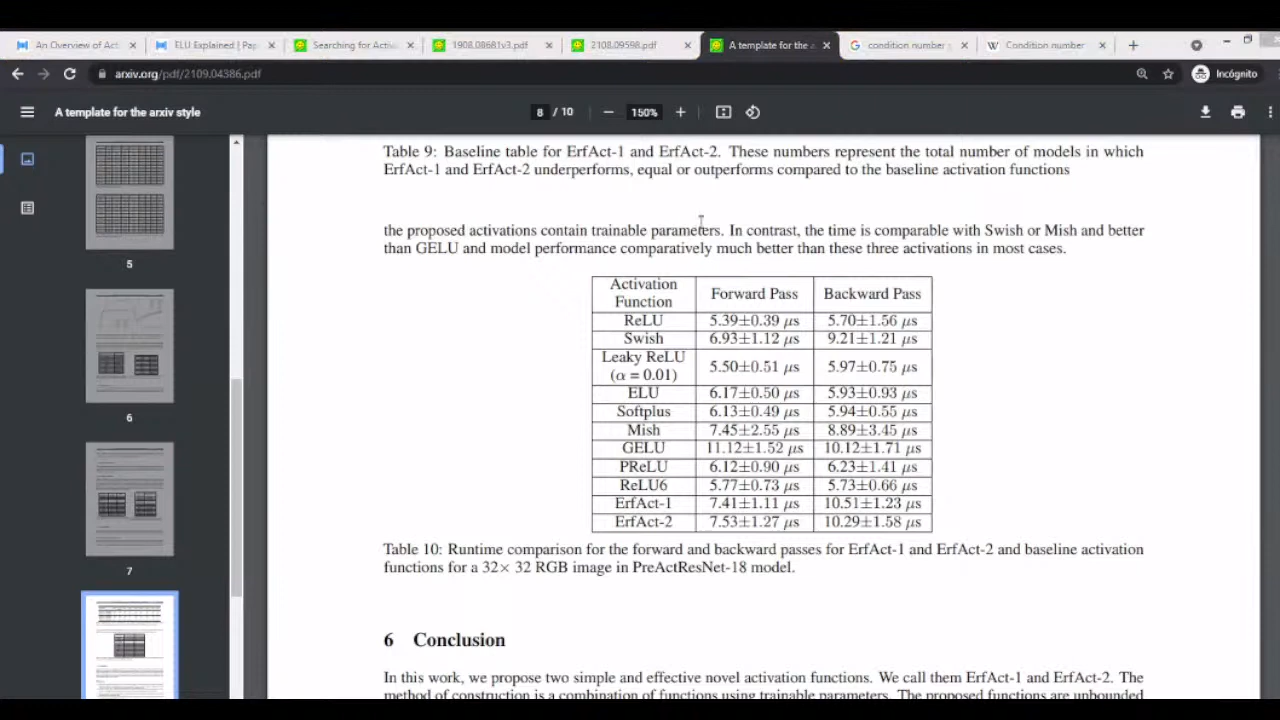 An Overview of Act
ELU Explained | Pap
Searching for Activ
1908.08681v3.pdf
2108.09598.pdf
A template for the a
condition number
Condition number
arxiv.org/pdf/2109.04386.pdf
Incógnito
A template for the arxiv style
8 / 10
150%
5
6
7
Table 9: Baseline table for ErfAct-1 and ErfAct-2. These numbers represent the total number of models in which
ErfAct-1 and ErfAct-2 underperforms, equal or outperforms compared to the baseline activation functions
the proposed activations contain trainable parameters. In contrast, the time is comparable with Swish or Mish and better
than GELU and model performance comparatively much better than these three activations in most cases.
Activation
Function
Forward Pass
Backward Pass
ReLU 5.39±0.39 μs 5.70±1.56 μs
Swish 6.93±1.12 μs 9.21±1.21 μs
Leaky ReLU
(α = 0.01) 5.50±0.51 μs 5.97±0.75 μs
ELU 6.17±0.50 μs 5.93±0.93 μs
Softplus 6.13±0.49 μs 5.94±0.55 μs
Mish 7.45±2.55 μs 8.89±3.45 μs
GELU 11.12±1.52 μs 10.12±1.71 μs
PReLU 6.12±0.90 μs 6.23±1.41 μs
ReLU6 5.77±0.73 μs 5.73±0.66 μs
ErfAct-1 7.41±1.11 μs 10.51±1.23 μs
ErfAct-2 7.53±1.27 μs 10.29±1.58 μs
Table 10: Runtime comparison for the forward and backward passes for ErfAct-1 and ErfAct-2 and baseline activation
functions for a 32× 32 RGB image in PreActResNet-18 model.
6 Conclusion
In this work, we propose two simple and effective novel activation functions. We call them ErfAct-1 and ErfAct-2. The
method of construction is a combination of functions using trainable parameters. The proposed functions are unbounded